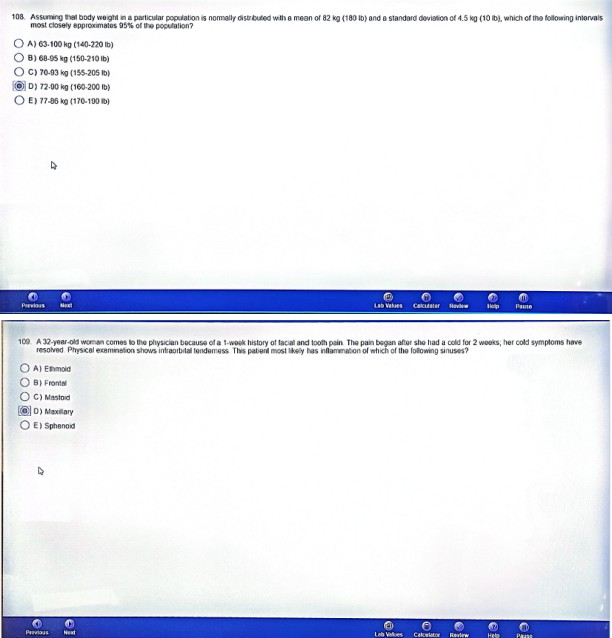 108. Assuming that body weight in a particular population is normally distributed with a mean of 82 kg (180 lb) and a standard deviation of 4.5 kg (10 lb), which of the following intervals
most closely approximates 95% of the population?
A) 63-100 kg (140-220 lb)
B) 68-95 kg (150-210 lb)
C) 70-93 kg (155-205 lb)
D) 72-90 kg (160-200 lb)
E) 77-86 kg (170-190 lb)
Previous Next Lab Values Calculator Review Help Pause
109. A 32-year-old woman comes to the physician because of a 1-week history of facial and tooth pain. The pain began after she had a cold for 2 weeks; her cold symptoms have
resolved. Physical examination shows infraorbital tenderness. This patient most likely has inflammation of which of the following sinuses?
A) Ethmoid
B) Frontal
C) Mastoid
D) Maxillary
E) Sphenoid
Previous Next Lab Values Calculator Review Help Pause